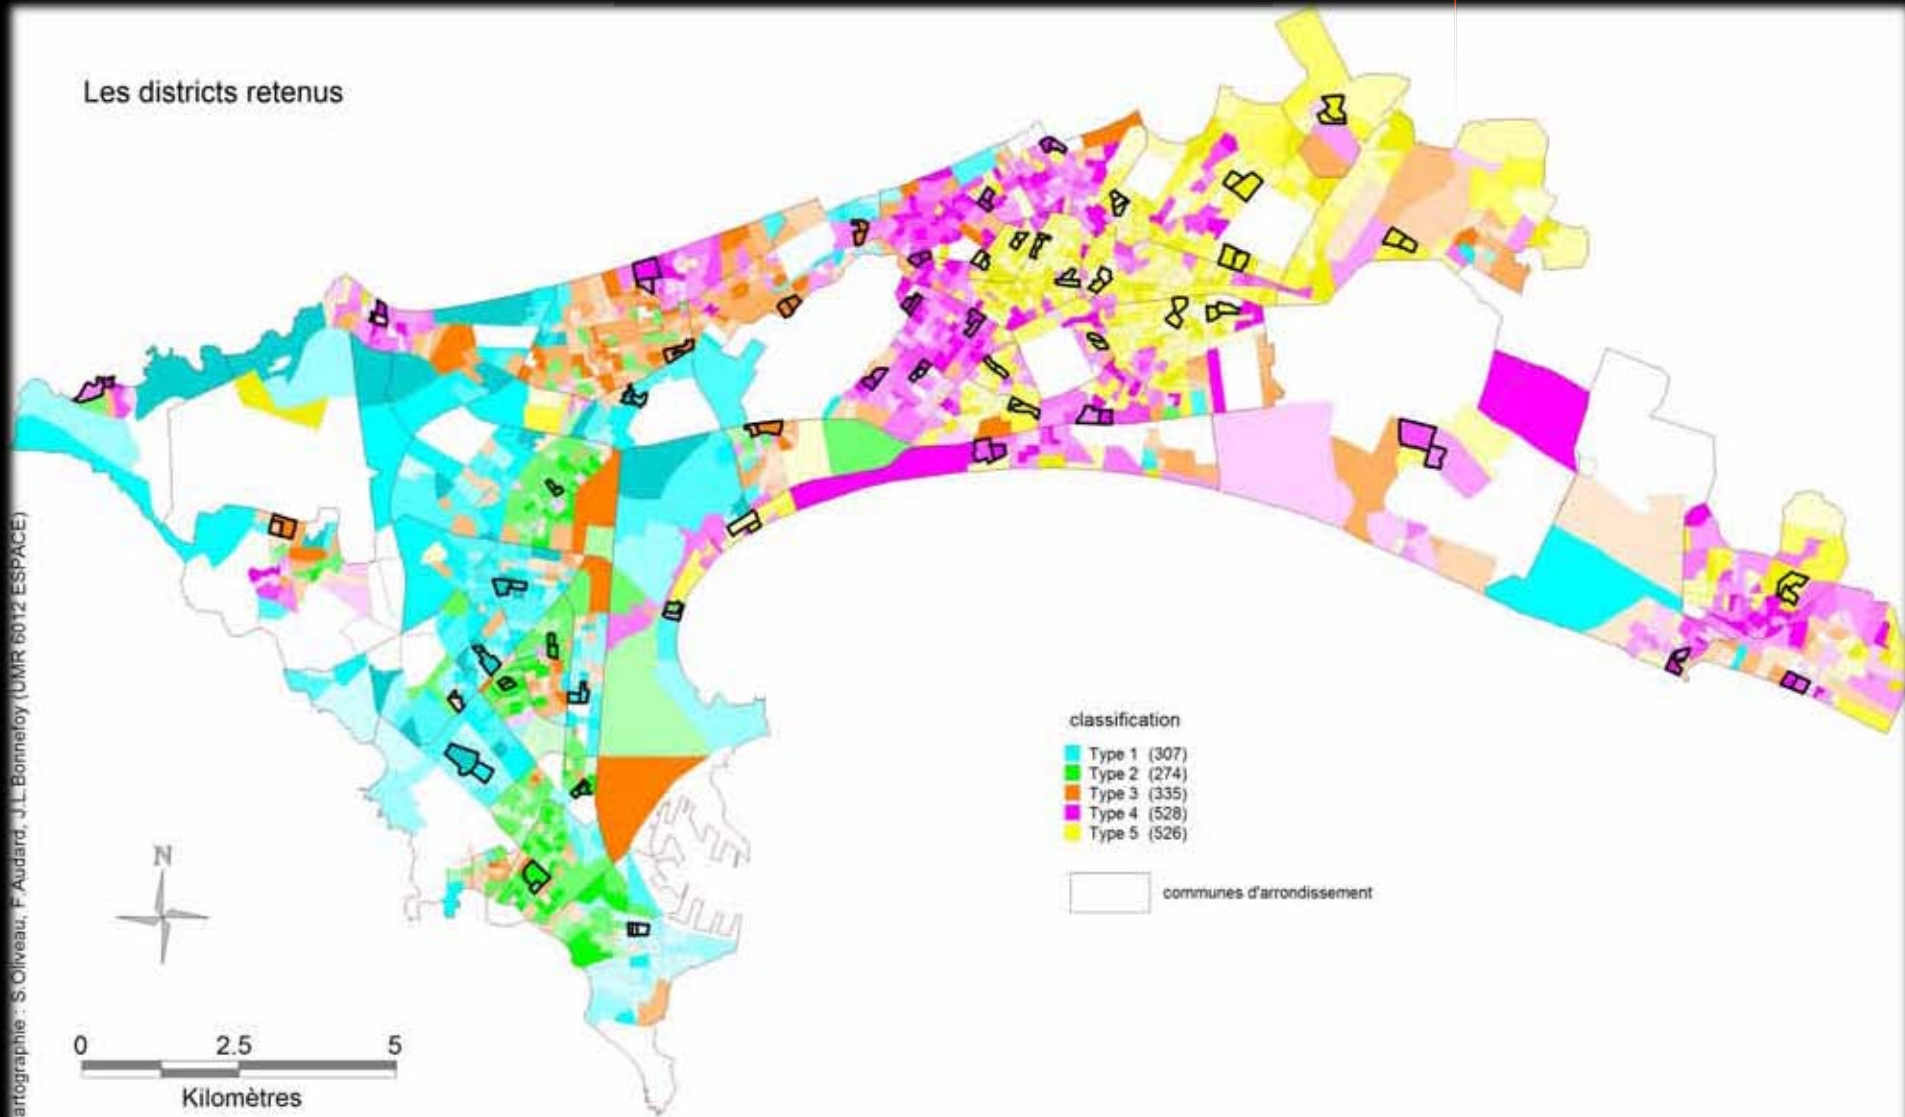 Les districts retenus
artographie : S.Oliveau, F.Audard, J.L.Bonnefoy (UMR 6012 ESPACE)
classification
Type 1 (307)
Type 2 (274)
Type 3 (335)
Type 4 (528)
Type 5 (526)
communes d'arrondissement
N
0 2.5 5
Kilomètres